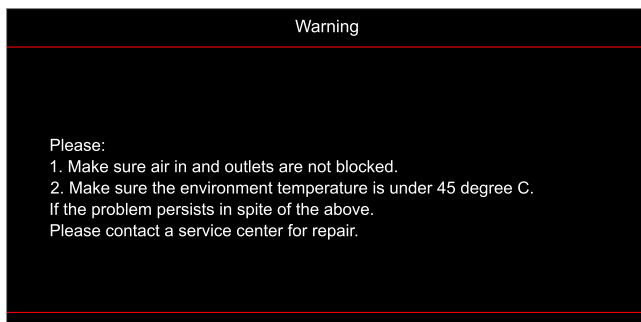 Warning
Please:
1. Make sure air in and outlets are not blocked.
2. Make sure the environment temperature is under 45 degree C.
If the problem persists in spite of the above.
Please contact a service center for repair.